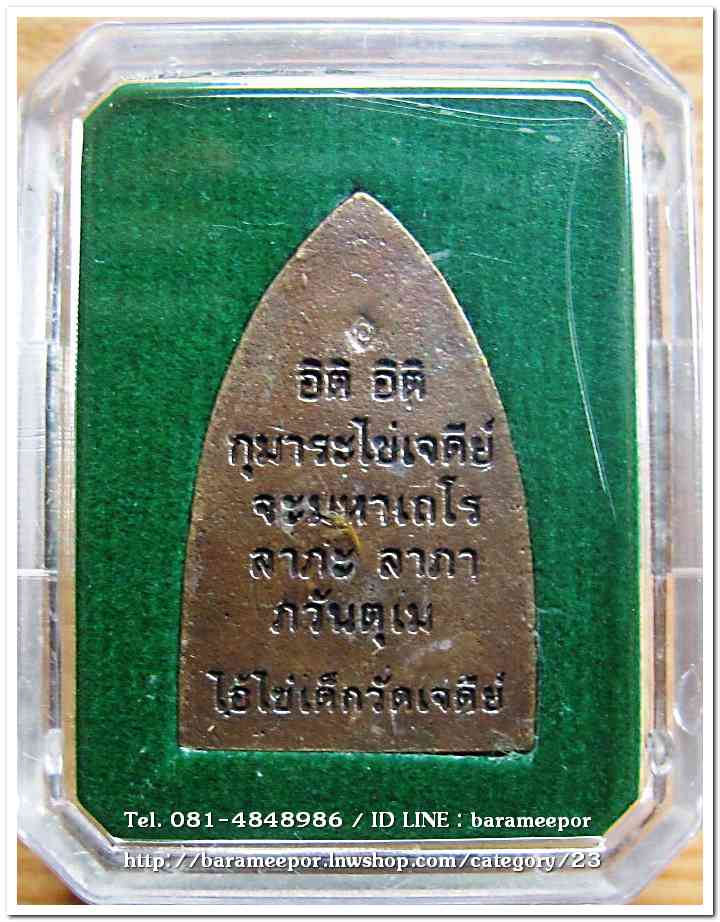 อิติ อิติ
กุมาระไข่เจดีย์
จะมหาเถโร
ลาภะ ลาภา
ภวันตุเม
ไอ้ไข่เด็กวัดเจดีย์
Tel. 081-4848986 / ID LINE : barameepor
http://barameepor.lnwshop.com/category/23